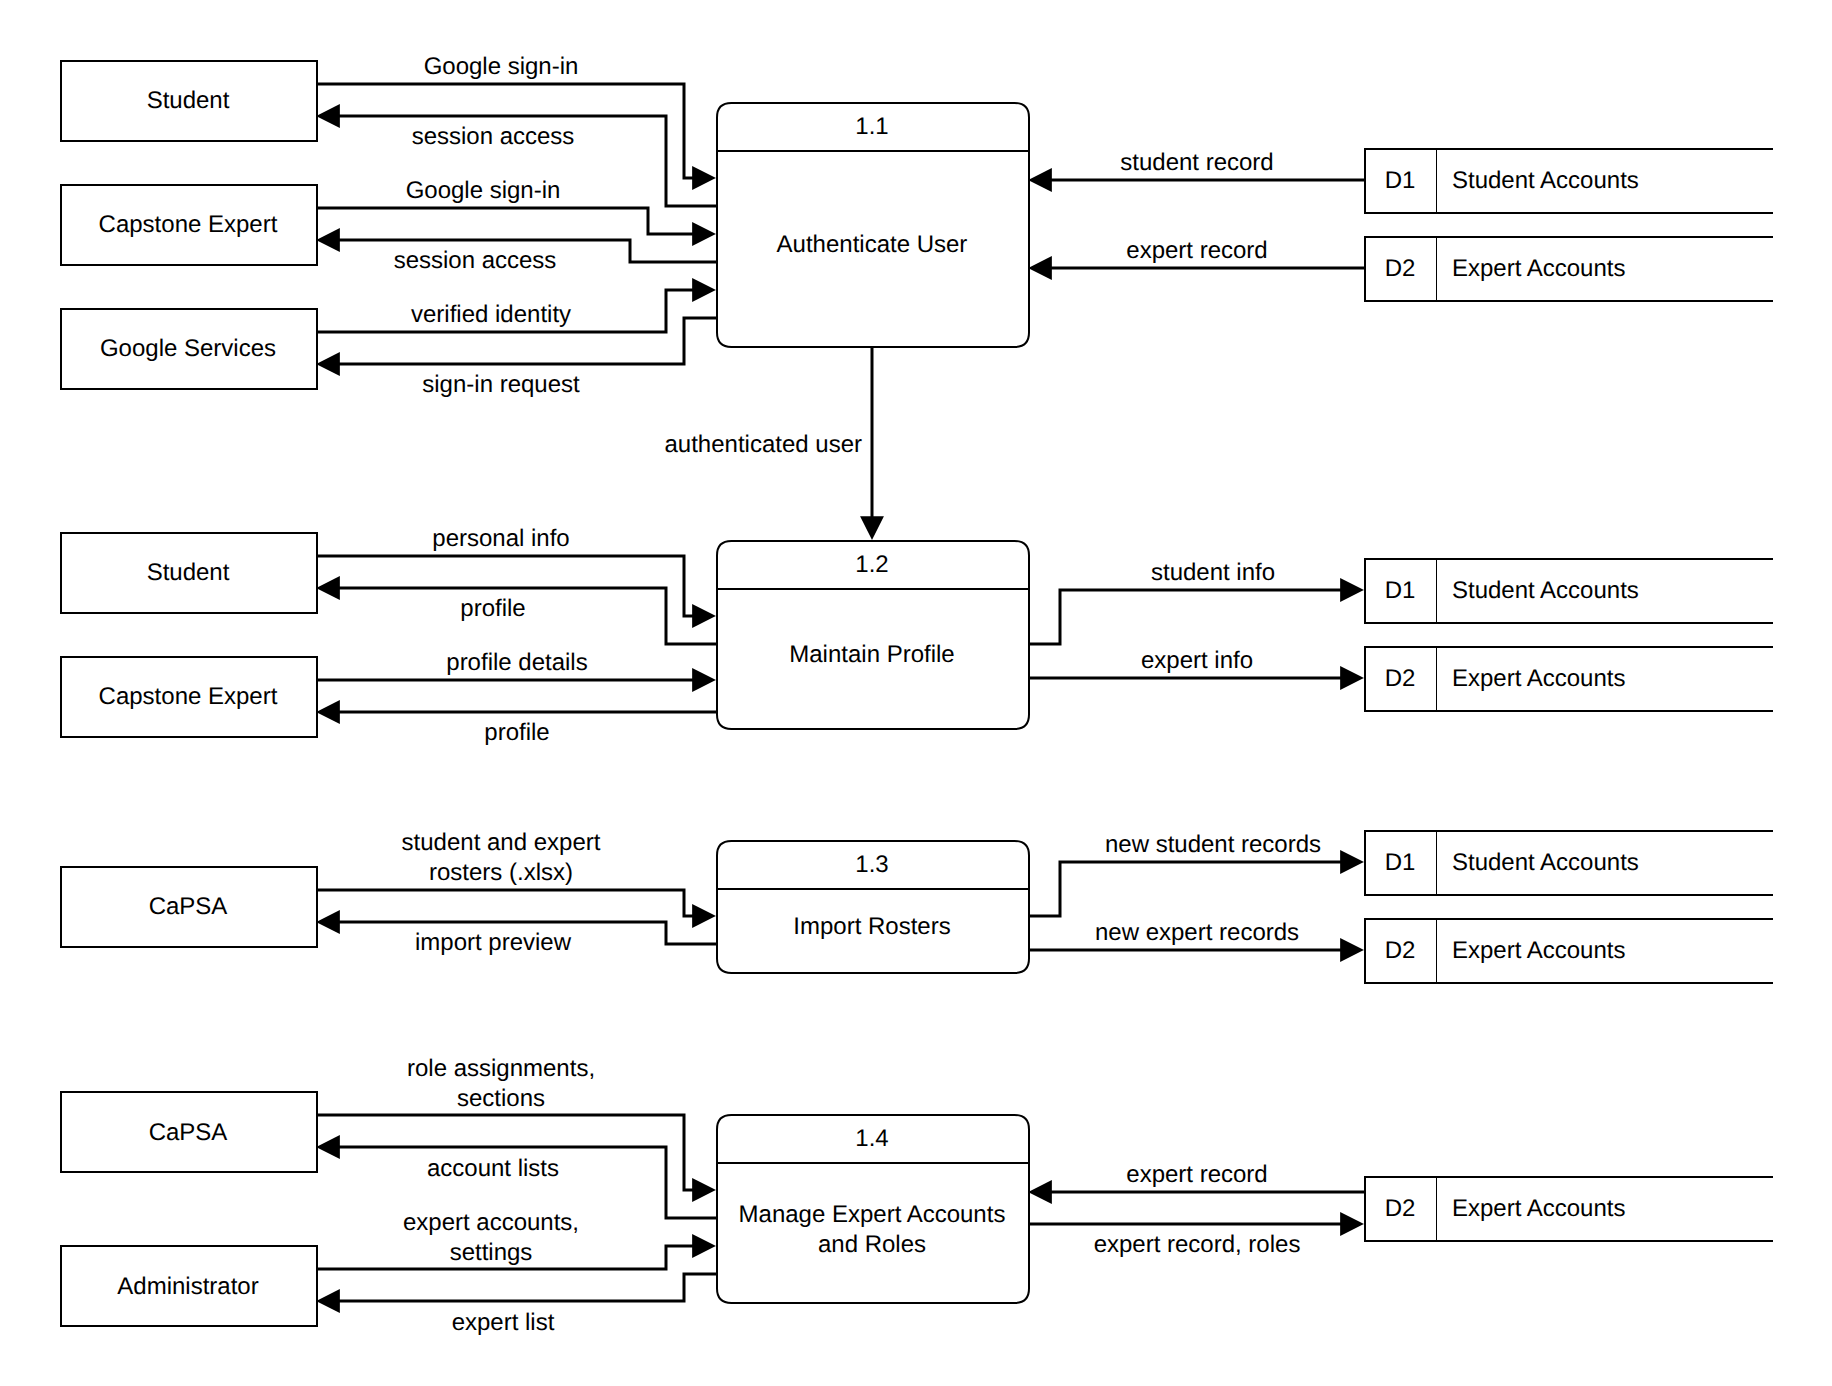 Google sign-in
Student
session access
1.1
student record
D1
Student Accounts
Google sign-in
Capstone Expert
session access
Authenticate User
expert record
D2
Expert Accounts
verified identity
Google Services
sign-in request
authenticated user
personal info
Student
profile
1.2
student info
D1
Student Accounts
profile details
Capstone Expert
profile
Maintain Profile
expert info
D2
Expert Accounts
student and expert
rosters (.xlsx)
CaPSA
import preview
1.3
Import Rosters
new student records
D1
Student Accounts
new expert records
D2
Expert Accounts
role assignments,
sections
CaPSA
account lists
1.4
Manage Expert Accounts
and Roles
expert record
D2
Expert Accounts
expert record, roles
expert accounts,
settings
Administrator
expert list